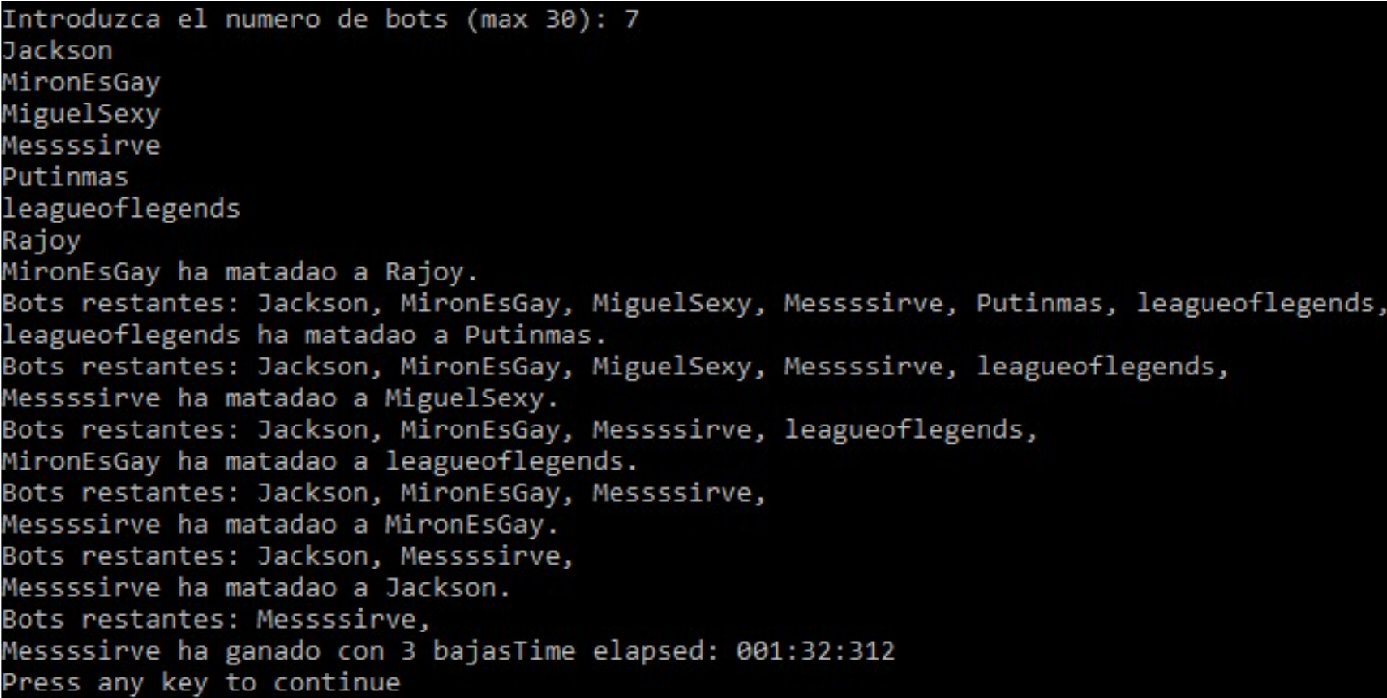 Introduzca el numero de bots (max 30): 7
Jackson
MironEsGay
MiguelSexy
Messssirve
Putinmas
leagueoflegends
Rajoy
MironEsGay ha matadao a Rajoy.
Bots restantes: Jackson, MironEsGay, MiguelSexy, Messssirve, Putinmas, leagueoflegends,
leagueoflegends ha matadao a Putinmas.
Bots restantes: Jackson, MironEsGay, MiguelSexy, Messssirve, leagueoflegends,
Messssirve ha matadao a MiguelSexy.
Bots restantes: Jackson, MironEsGay, Messssirve, leagueoflegends,
MironEsGay ha matadao a leagueoflegends.
Bots restantes: Jackson, MironEsGay, Messssirve,
Messssirve ha matadao a MironEsGay.
Bots restantes: Jackson, Messssirve,
Messssirve ha matadao a Jackson.
Bots restantes: Messssirve,
Messssirve ha ganado con 3 bajasTime elapsed: 001:32:312
Press any key to continue